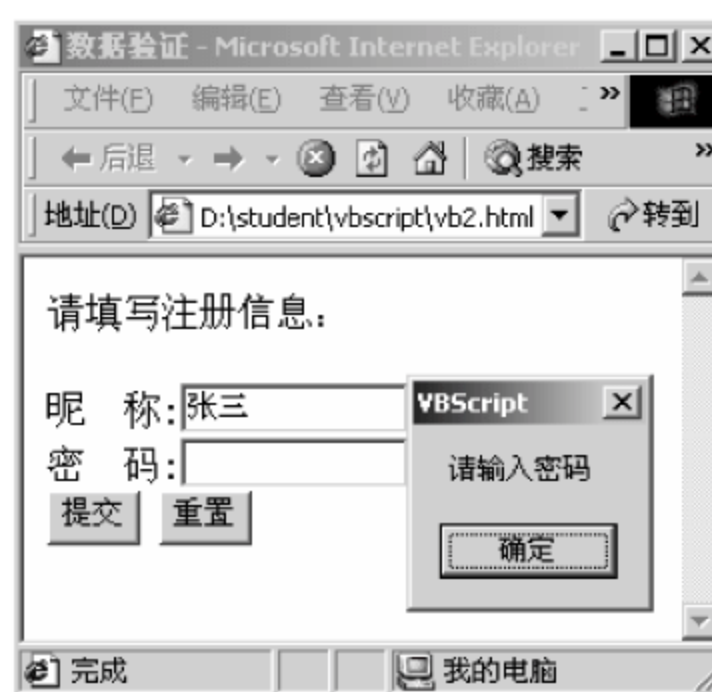 数据验证 - Microsoft Internet Explorer
文件(F) 编辑(E) 查看(V) 收藏(A) »
后退 搜索 »
地址(D) D:\student\vbscript\vb2.html 转到
请填写注册信息:
昵 称:张三
密 码:
提交 重置
VBScript
请输入密码
确定
完成 我的电脑